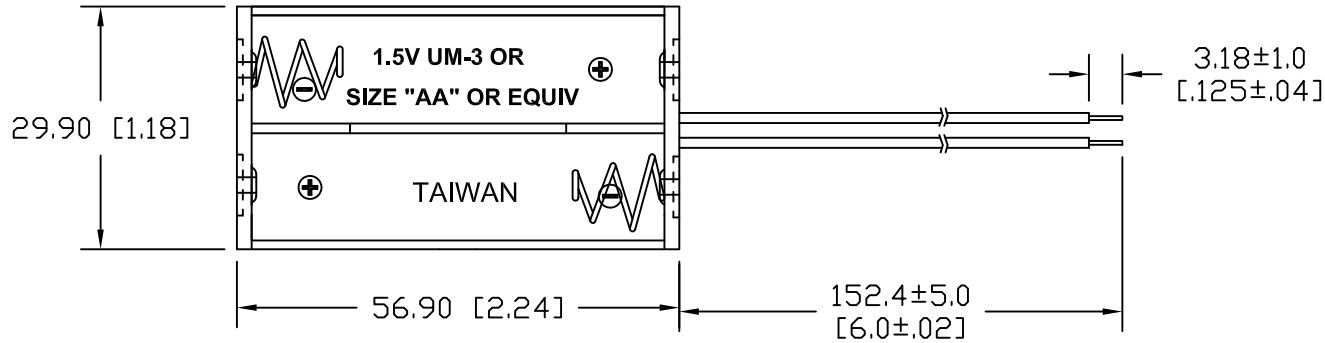 1.5V UM-3 OR
SIZE "AA" OR EQUIV
TAIWAN
29.90 [1.18]
56.90 [2.24]
152.4±5.0
[6.0±.02]
3.18±1.0
[.125±.04]